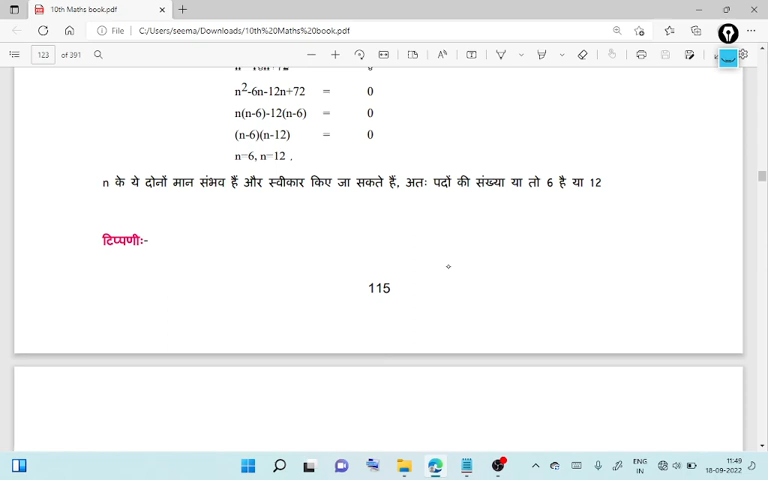 10th Maths book.pdf
File
C:/Users/seema/Downloads/10th%20Maths%20book.pdf
123 of 391
n²-6n-12n+72 = 0
n(n-6)-12(n-6) = 0
(n-6)(n-12) = 0
n=6, n=12 .
n के ये दोनों मान संभव हैं और स्वीकार किए जा सकते हैं, अतः पदों की संख्या या तो 6 है या 12
टिप्पणीः-
115
ENG
IN
11:49
18-09-2022